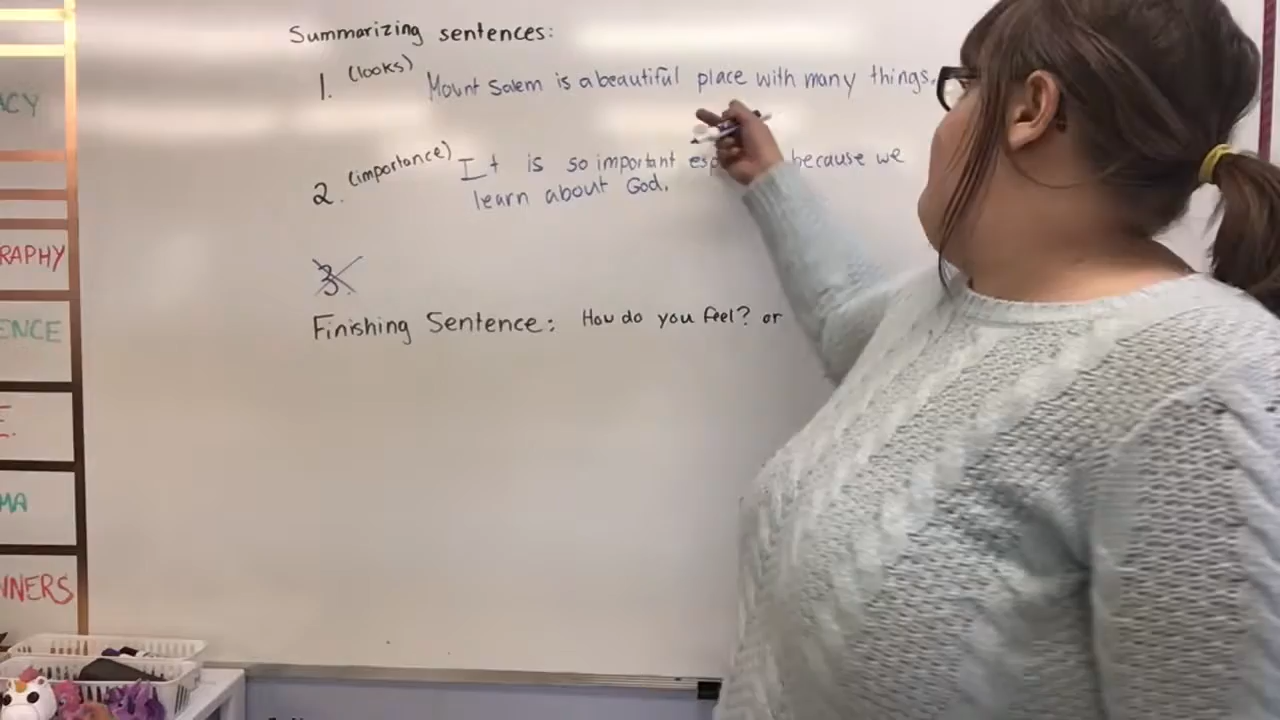 Summarizing sentences:
1. (looks) Mount Salem is a beautiful place with many things.
2. (importance) It is so important esp because we
learn about God.
3.
Finishing Sentence: How do you feel? or
ACY
RAPHY
ENCE
E.
MA
NNERS